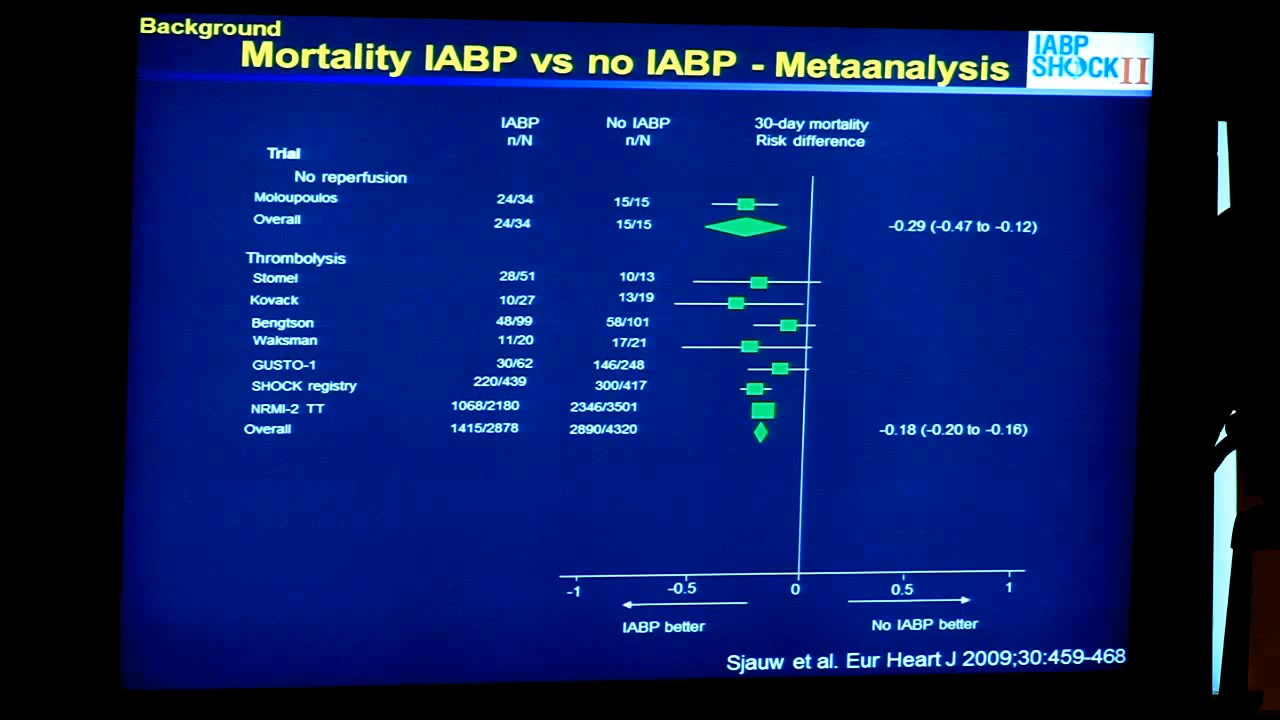 Background
Mortality IABP vs no IABP - Metaanalysis
IABP
SHOCK II
IABP No IABP 30-day mortality
n/N n/N Risk difference
Trial
No reperfusion
Moloupoulos 24/34 15/15
Overall 24/34 15/15 -0.29 (-0.47 to -0.12)
Thrombolysis
Stomel 28/51 10/13
Kovack 10/27 13/19
Bengtson 48/99 58/101
Waksman 11/20 17/21
GUSTO-1 30/62 146/248
SHOCK registry 220/439 300/417
NRMI-2 TT 1068/2180 2346/3501
Overall 1415/2878 2890/4320 -0.18 (-0.20 to -0.16)
-1 -0.5 0 0.5 1
IABP better No IABP better
Sjauw et al. Eur Heart J 2009;30:459-468